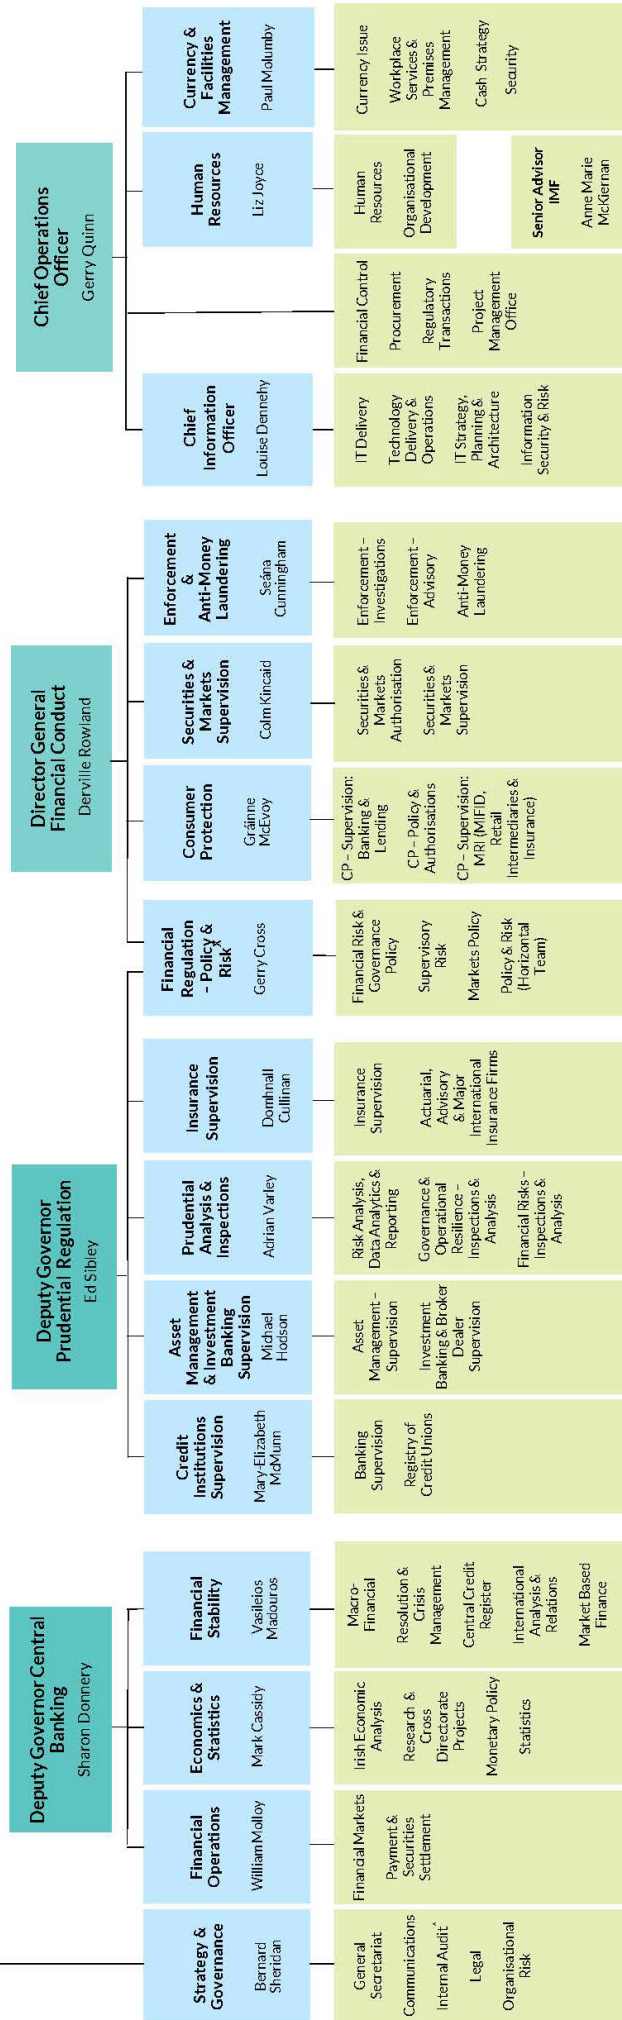 Deputy Governor Central
Banking
Sharon Donnery
Deputy Governor
Prudential Regulation
Ed Sibley
Director General
Financial Conduct
Derville Rowland
Chief Operations
Officer
Gerry Quinn
Strategy &
Governance
Bernard
Sheridan
Financial
Operations
William Molloy
Economics &
Statistics
Mark Cassidy
Financial
Stability
Vasileios
Madouros
Credit
Institutions
Supervision
Mary-Elizabeth
McMunn
Asset
Management
& Investment
Banking
Supervision
Michael
Hodson
Prudential
Analysis &
Inspections
Adrian Varley
Insurance
Supervision
Domhnall
Cullinan
Financial
Regulation
– Policy &
Risk
Gerry Cross
Consumer
Protection
Gráinne
McEvoy
Securities &
Markets
Supervision
Colm Kincaid
Enforcement
&
Anti-Money
Laundering
Seána
Cunningham
Chief
Information
Officer
Louise Dennehy
Human
Resources
Liz Joyce
Currency &
Facilities
Management
Paul Molumby
General
Secretariat
Communications
Internal Audit^
Legal
Organisational
Risk
Financial Markets
Payment &
Securities
Settlement
Irish Economic
Analysis
Research &
Cross
Directorate
Projects
Monetary Policy
Statistics
Macro-
Financial
Resolution &
Crisis
Management
Central Credit
Register
International
Analysis &
Relations
Market Based
Finance
Banking
Supervision
Registry of
Credit Unions
Asset
Management –
Supervision
Investment
Banking & Broker
Dealer
Supervision
Risk Analysis,
Data Analytics &
Reporting
Governance &
Operational
Resilience –
Inspections &
Analysis
Financial Risks –
Inspections &
Analysis
Insurance
Supervision
Actuarial,
Advisory
& Major
International
Insurance Firms
Financial Risk &
Governance
Policy
Supervisory
Risk
Markets Policy
Policy & Risk
(Horizontal
Team)
CP – Supervision:
Banking &
Lending
CP – Policy &
Authorisations
CP – Supervision:
MRI (MIFID,
Retail
Intermediaries &
Insurance)
Securities &
Markets
Authorisation
Securities &
Markets
Supervision
Enforcement –
Investigations
Enforcement –
Advisory
Anti-Money
Laundering
IT Delivery
Technology
Delivery &
Operations
IT Strategy,
Planning &
Architecture
Information
Security & Risk
Financial Control
Procurement
Regulatory
Transactions
Project
Management
Office
Human
Resources
Organisational
Development
Senior Advisor
IMF
Anne Marie
McKiernan
Currency Issue
Workplace
Services &
Premises
Management
Cash Strategy
Security